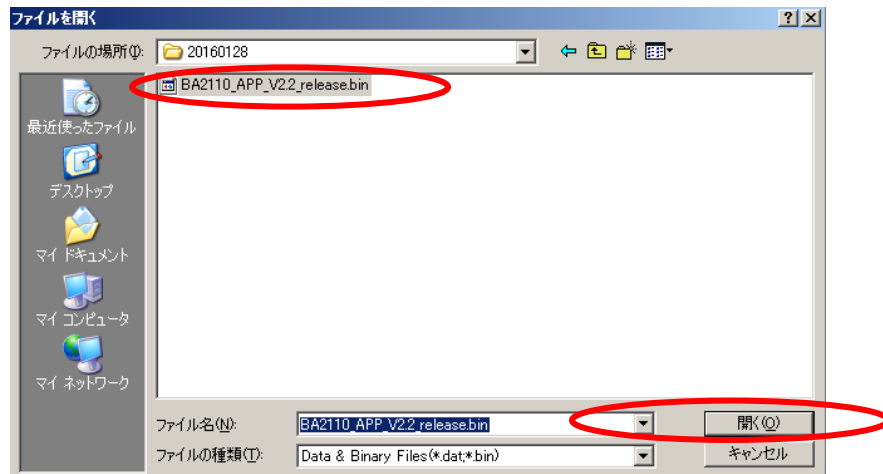 ファイルを開く
ファイルの場所(I):
20160128
BA2110_APP_V2.2_release.bin
最近使ったファイル
デスクトップ
マイ ドキュメント
マイ コンピュータ
マイ ネットワーク
ファイル名(N):
BA2110_APP_V2.2_release.bin
開く(O)
ファイルの種類(T):
Data & Binary Files(*.dat;*.bin)
キャンセル